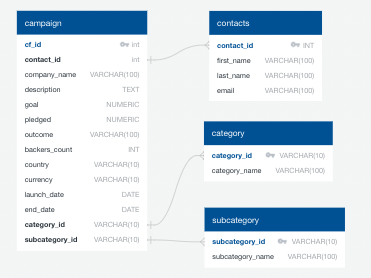 campaign
cf_id int
contact_id int
company_name VARCHAR(100)
description TEXT
goal NUMERIC
pledged NUMERIC
outcome VARCHAR(100)
backers_count INT
country VARCHAR(10)
currency VARCHAR(10)
launch_date DATE
end_date DATE
category_id VARCHAR(10)
subcategory_id VARCHAR(10)
contacts
contact_id INT
first_name VARCHAR(100)
last_name VARCHAR(100)
email VARCHAR(100)
category
category_id VARCHAR(10)
category_name VARCHAR(100)
subcategory
subcategory_id VARCHAR(10)
subcategory_name VARCHAR(100)